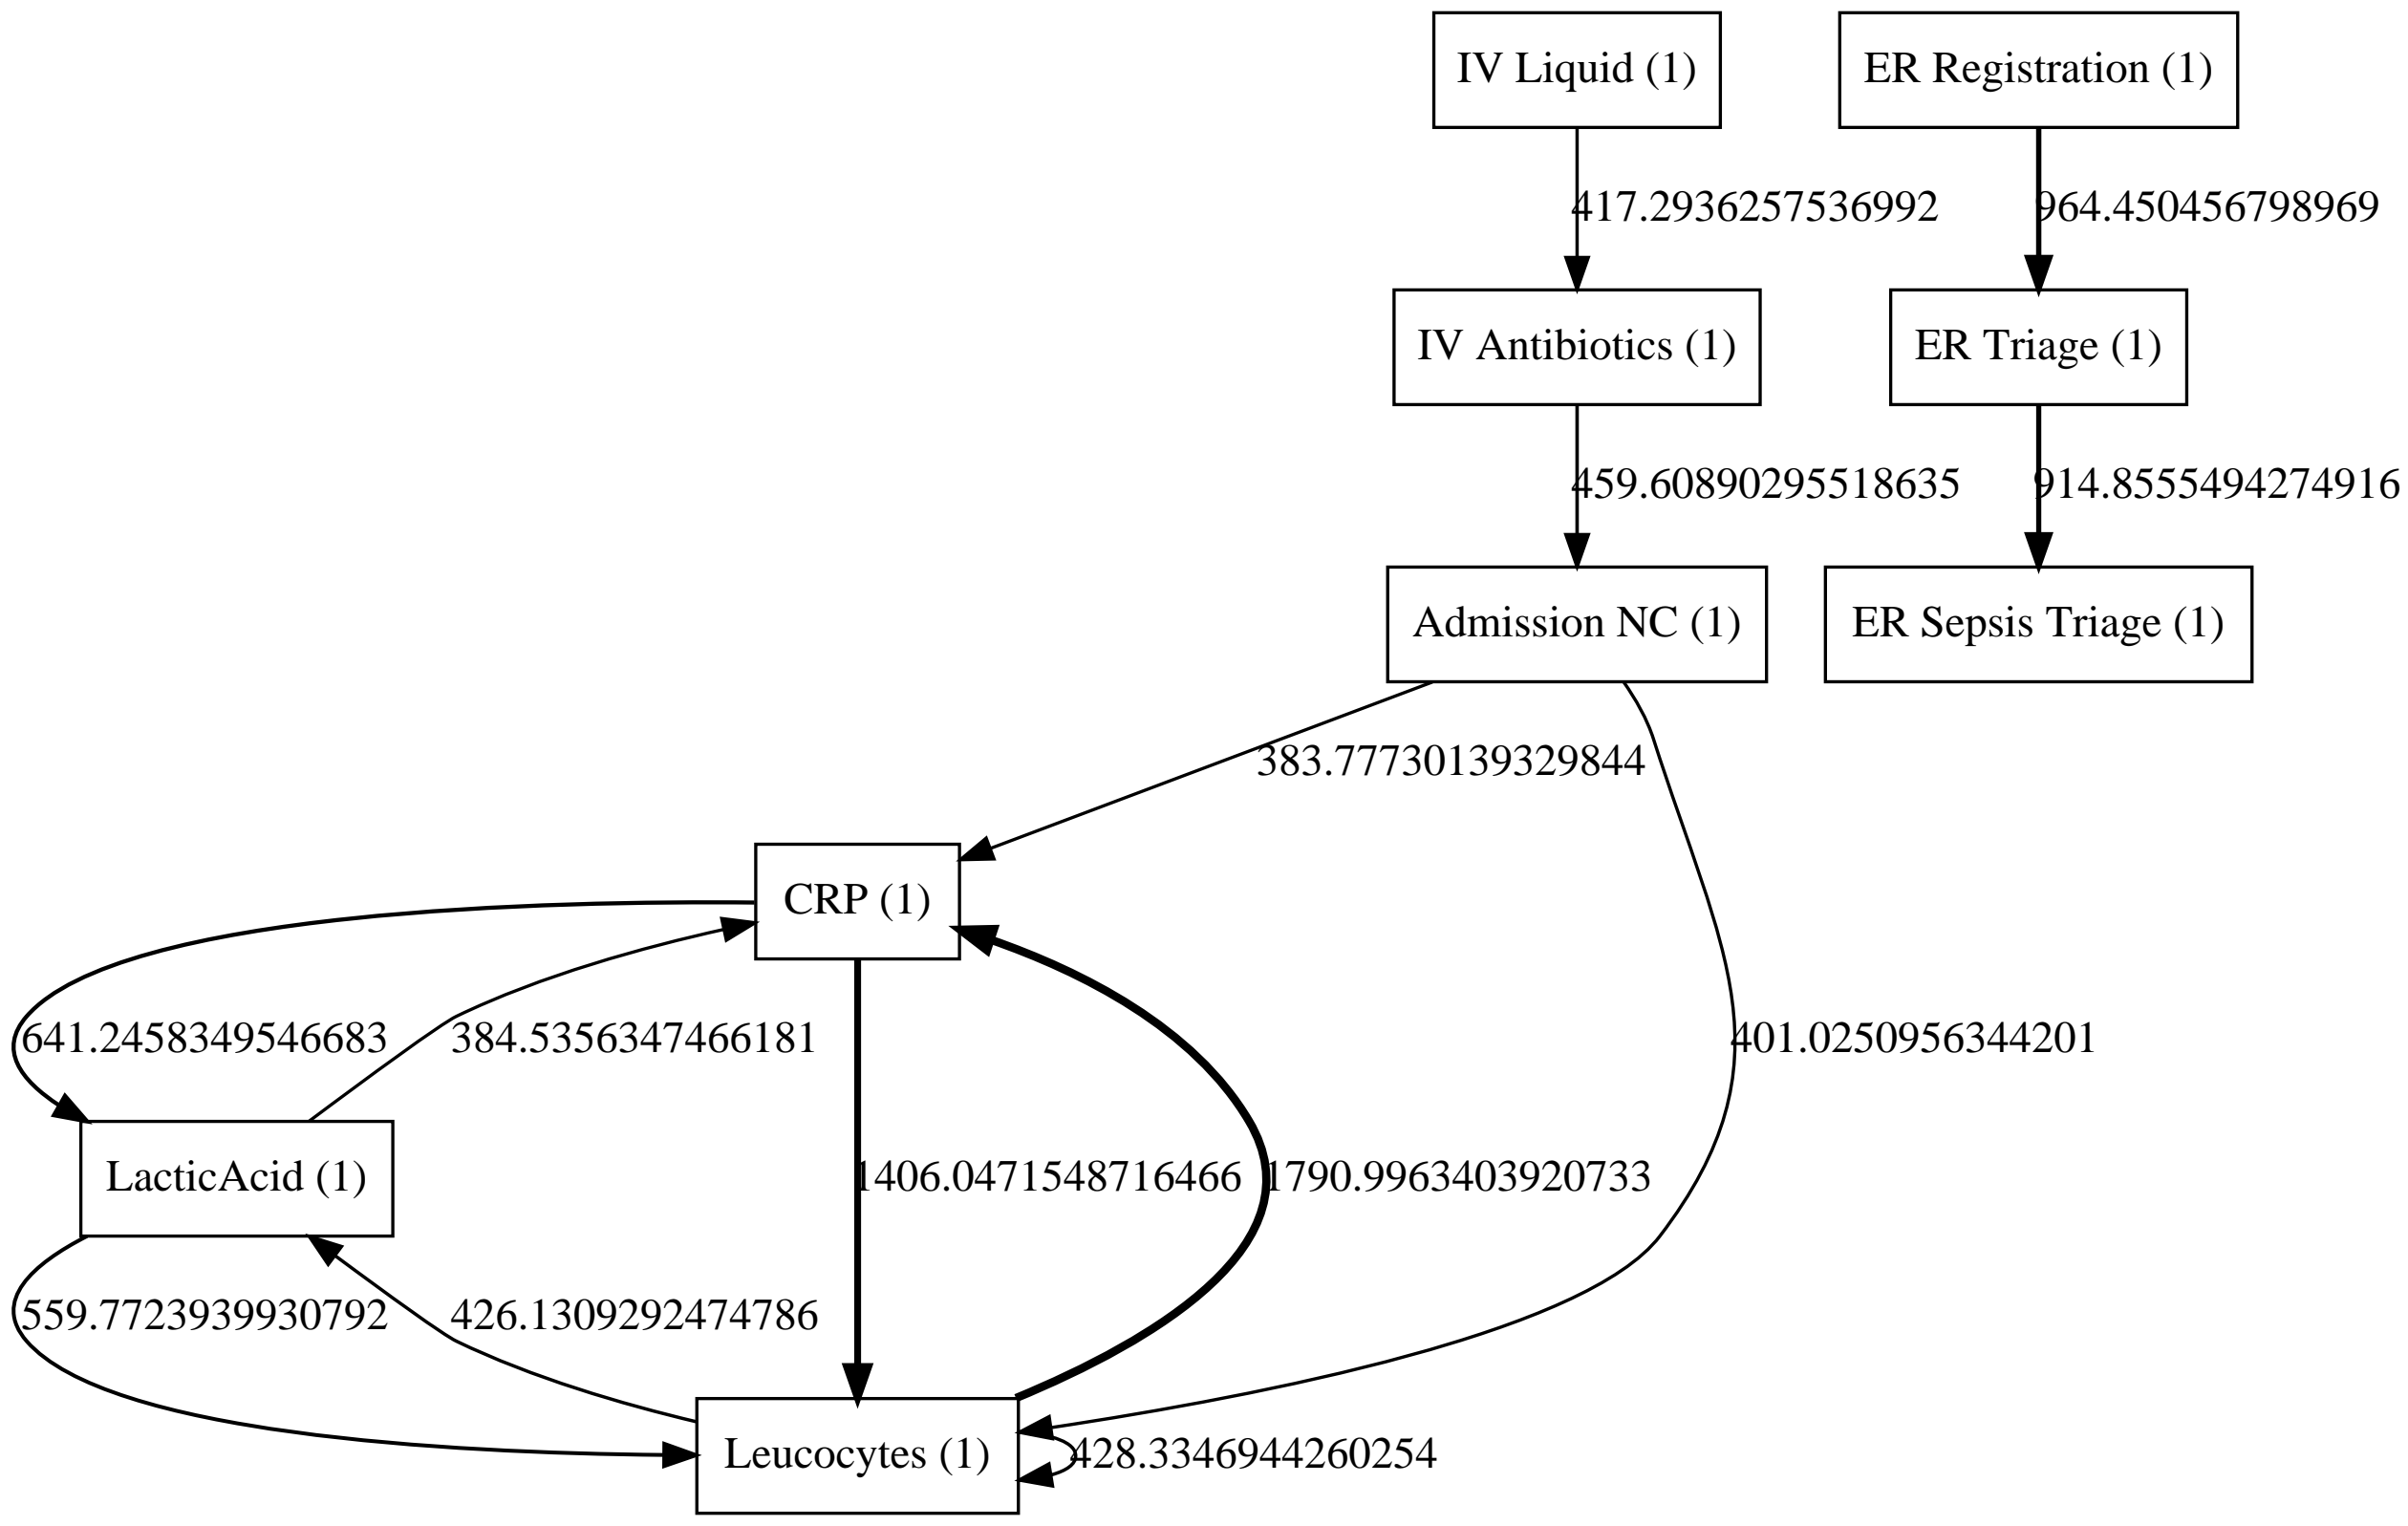 IV Liquid (1)
ER Registration (1)
417.2936257536992
964.450456798969
IV Antibiotics (1)
ER Triage (1)
459.60890295518635
914.8555494274916
Admission NC (1)
ER Sepsis Triage (1)
383.77730139329844
CRP (1)
641.2458349546683
384.5356347466181
401.0250956344201
LacticAcid (1)
1406.0471548716466
1790.9963403920733
559.7723939930792
426.1309292474786
Leucocytes (1)
428.3346944260254